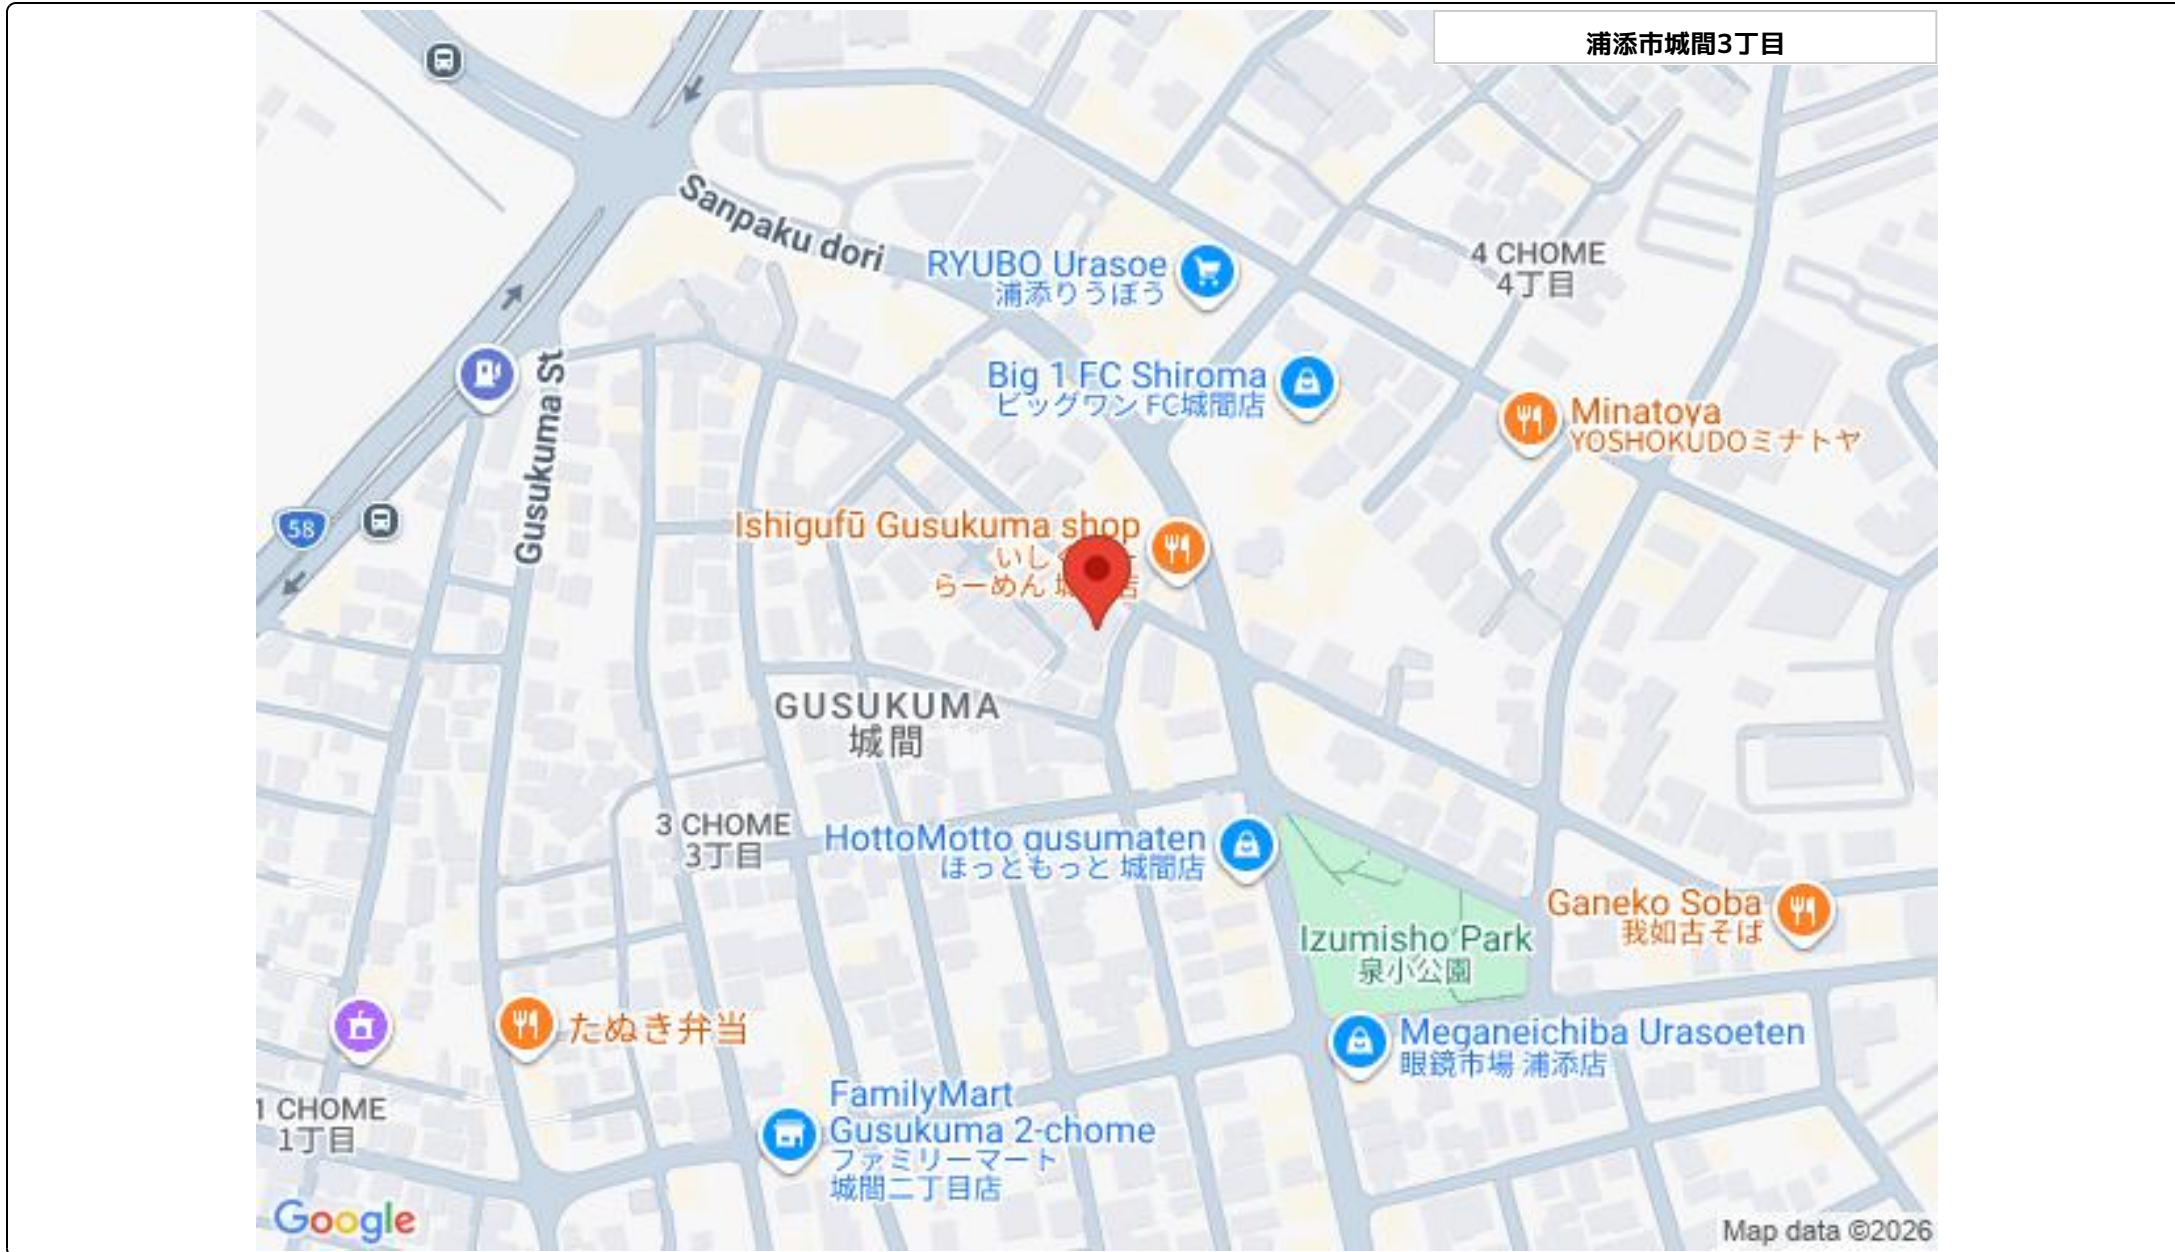 浦添市城間3丁目
Sanpaku dori
RYUBO Urasoe
浦添りうぼう
4 CHOME
4丁目
Big 1 FC Shiroma
ビッグワン FC城間店
Gusukuma St
Minatoya
YOSHOKUDOミナトヤ
58
Ishigufū Gusukuma shop
いし
らーめん
店
GUSUKUMA
城間
3 CHOME
3丁目
HottoMotto gusumaten
ほっともっと 城間店
Ganeko Soba
我如古そば
Izumisho Park
泉小公園
たぬき弁当
Meganeichiba Urasoeten
眼鏡市場 浦添店
FamilyMart
Gusukuma 2-chome
ファミリーマート
城間二丁目店
1 CHOME
1丁目
Google
Map data ©2026